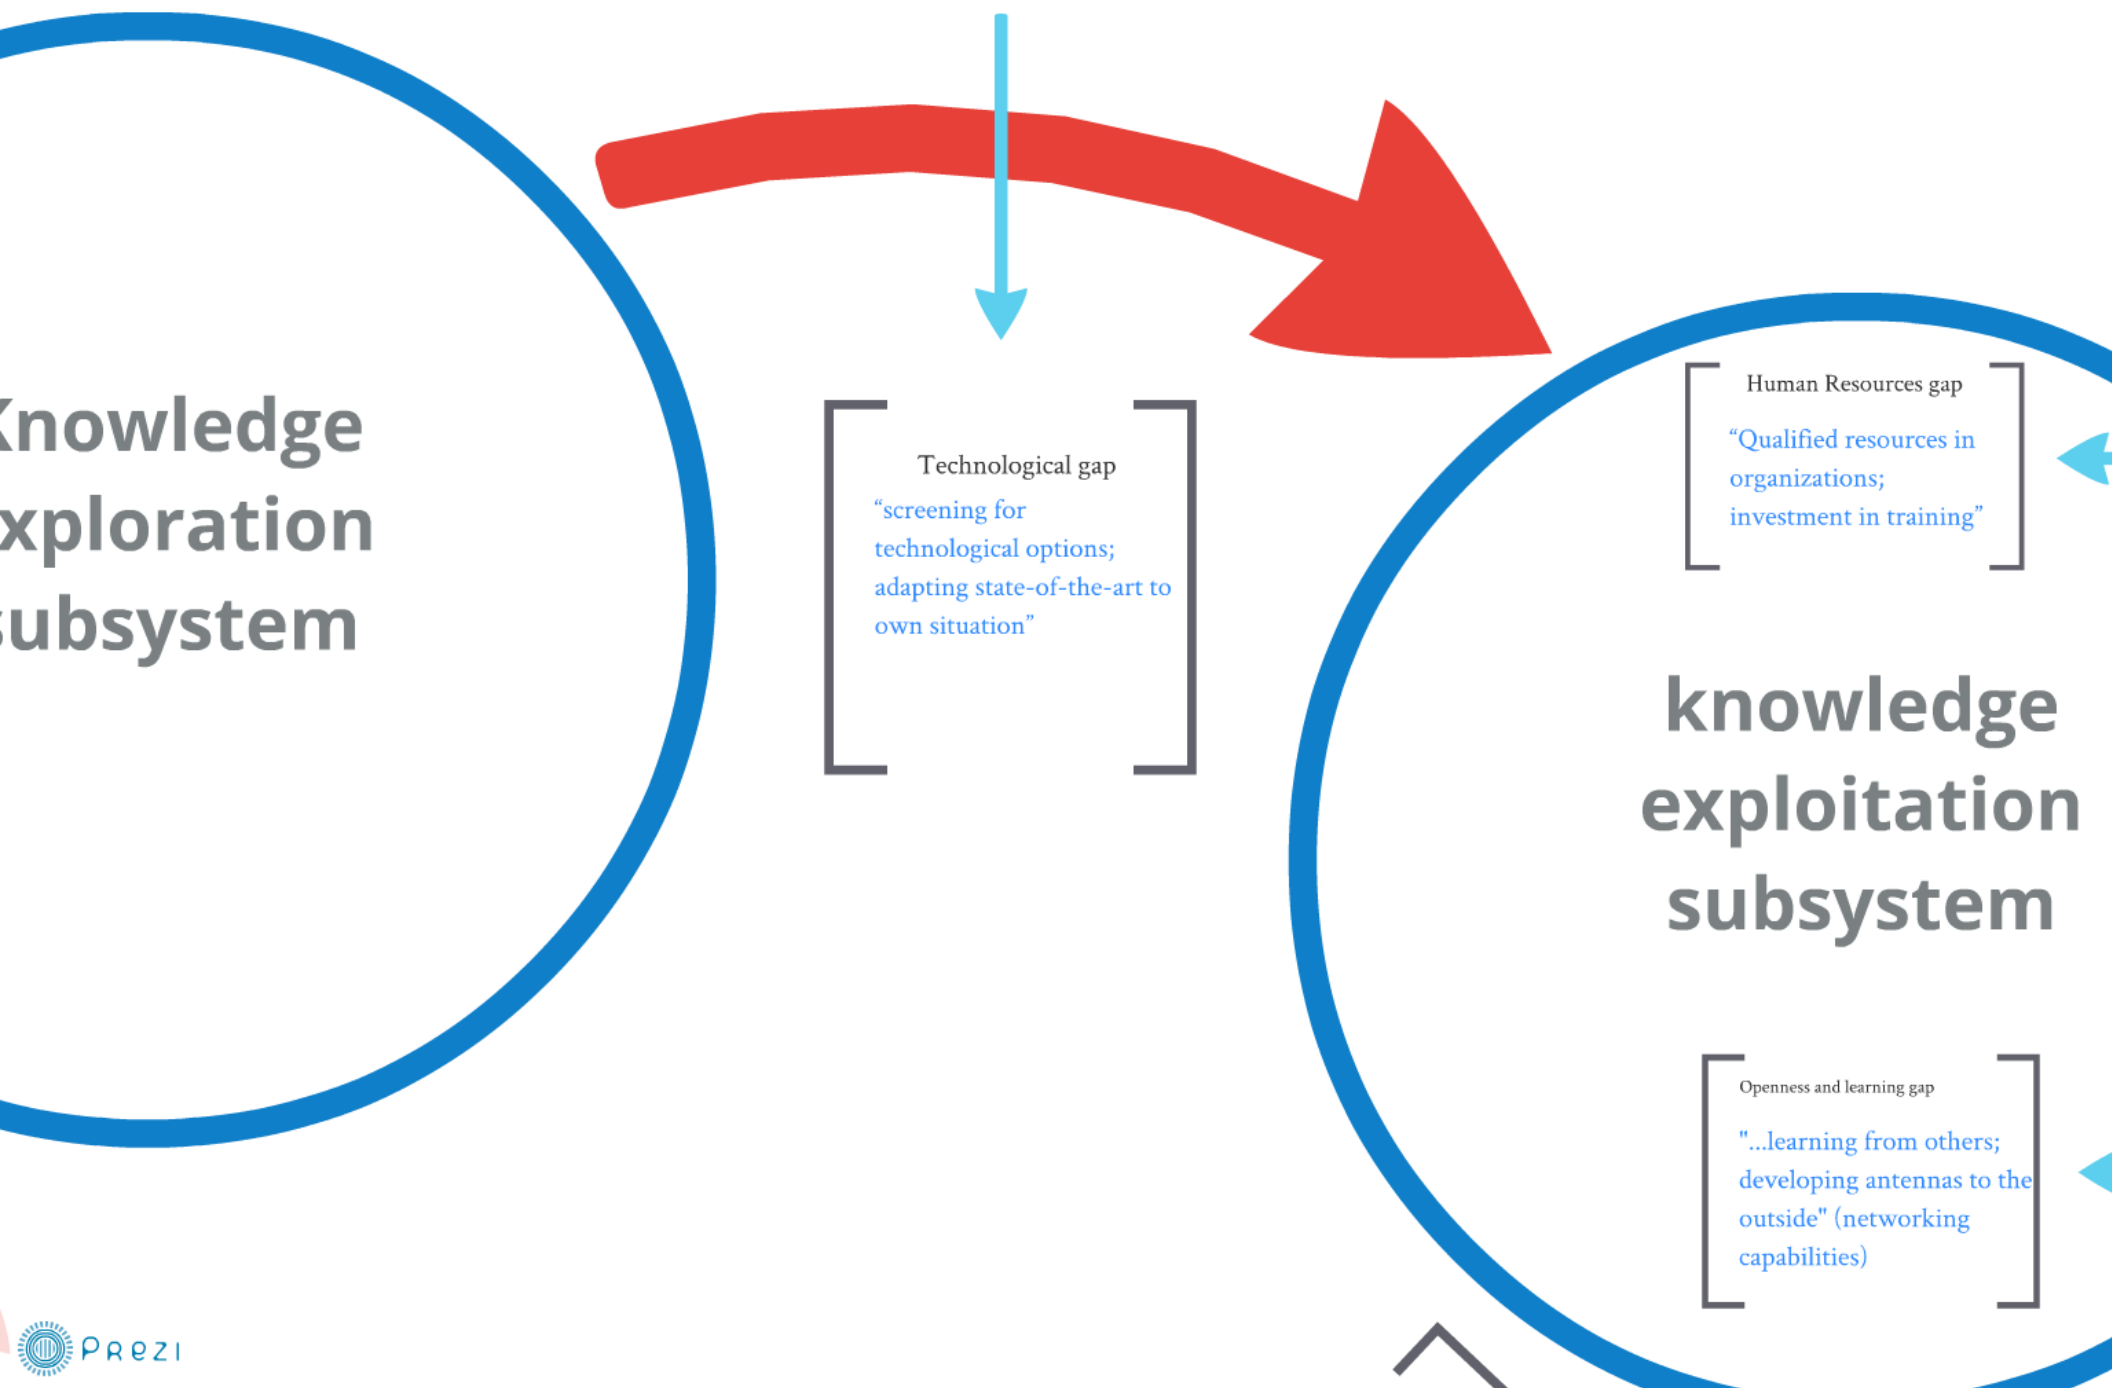 Knowledge
xploration
subsystem
Technological gap
“screening for
technological options;
adapting state-of-the-art to
own situation”
Human Resources gap
“Qualified resources in
organizations;
investment in training”
knowledge
exploitation
subsystem
Openness and learning gap
"...learning from others;
developing antennas to the
outside" (networking
capabilities)
Prezi